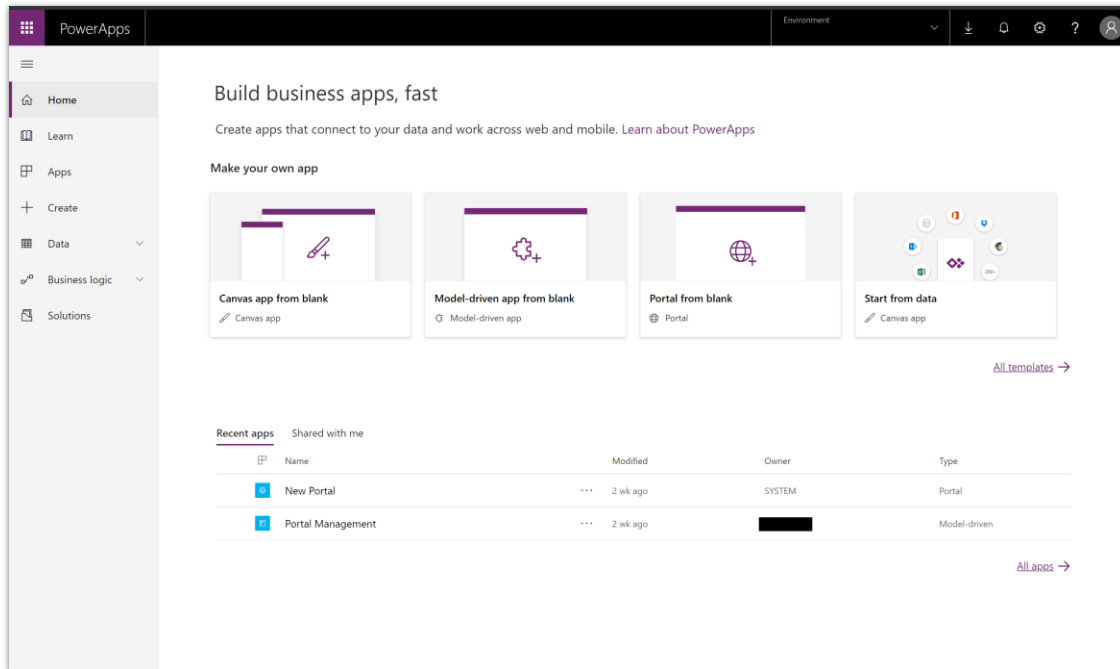 PowerApps
Environment
?
Home
Learn
Apps
Create
Data
Business logic
Solutions
Build business apps, fast
Create apps that connect to your data and work across web and mobile. Learn about PowerApps
Make your own app
Canvas app from blank
Canvas app
Model-driven app from blank
Model-driven app
Portal from blank
Portal
200+
Start from data
Canvas app
All templates
Recent apps Shared with me
Name Modified Owner Type
New Portal ... 2 wk ago SYSTEM Portal
Portal Management ... 2 wk ago Model-driven
All apps